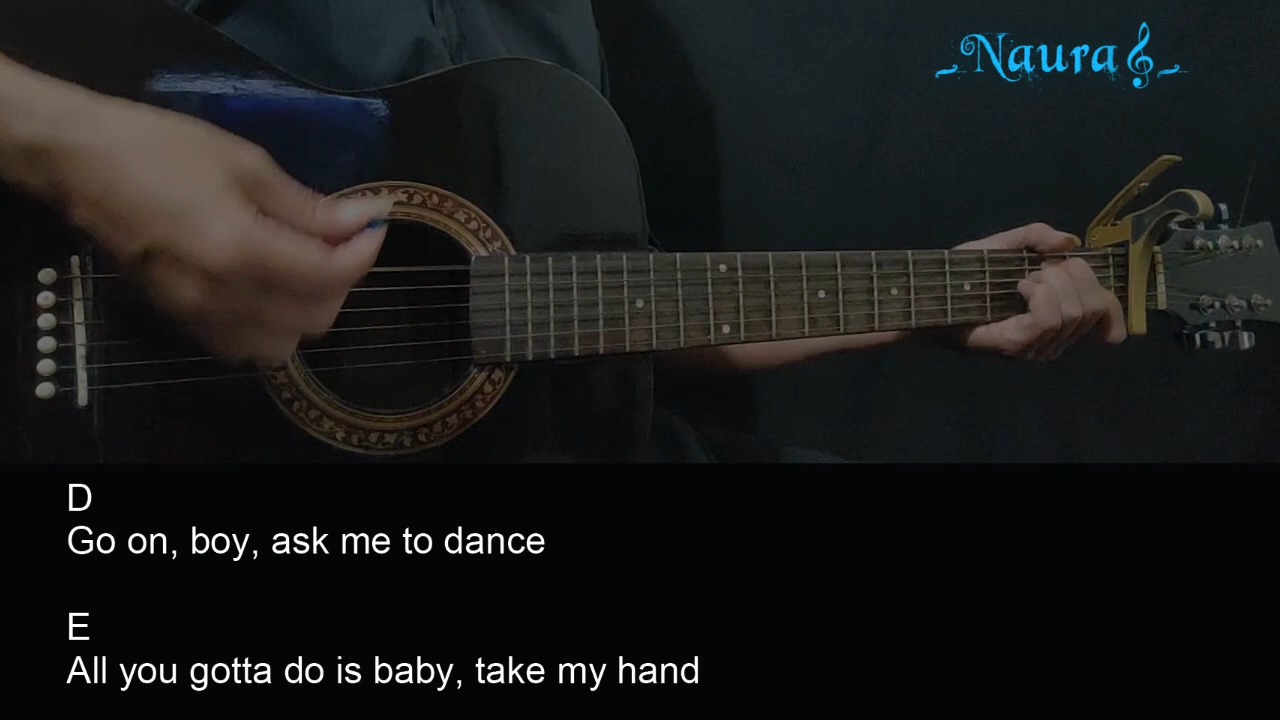 Naura
D
Go on, boy, ask me to dance
E
All you gotta do is baby, take my hand